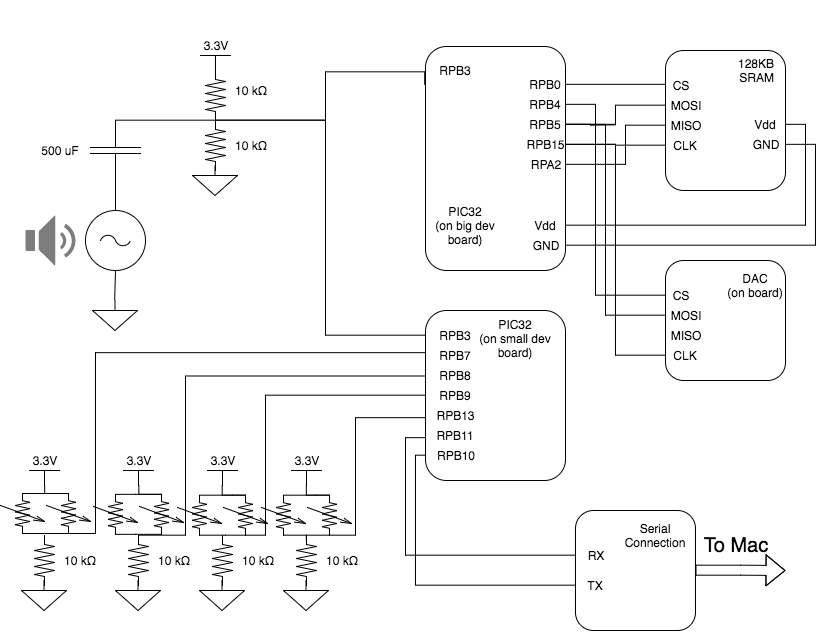 3.3V
10 kΩ
10 kΩ
500 uF
RPB3
RPB0
RPB4
RPB5
RPB15
RPA2
PIC32
(on big dev
board)
Vdd
GND
128KB
SRAM
CS
MOSI
MISO
CLK
Vdd
GND
DAC
(on board)
CS
MOSI
MISO
CLK
PIC32
(on small dev
board)
RPB3
RPB7
RPB8
RPB9
RPB13
RPB11
RPB10
3.3V
3.3V
3.3V
3.3V
10 kΩ
10 kΩ
10 kΩ
10 kΩ
Serial
Connection
RX
TX
To Mac